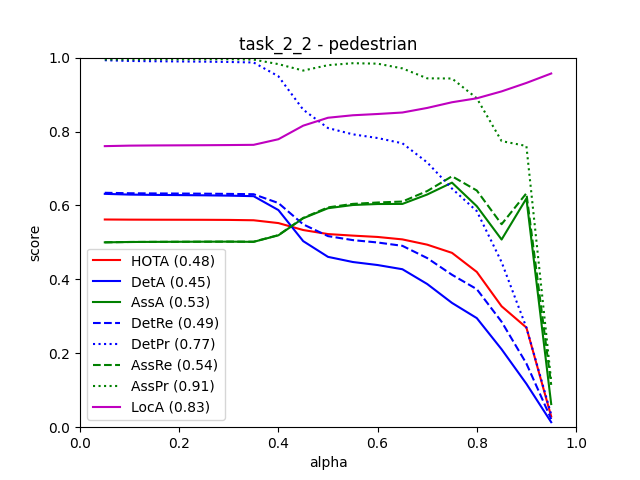 task_2_2 - pedestrian
score
1.0
0.8
0.6
0.4
0.2
0.0
HOTA (0.48)
DetA (0.45)
AssA (0.53)
DetRe (0.49)
DetPr (0.77)
AssRe (0.54)
AssPr (0.91)
LocA (0.83)
0.0 0.2 0.4 0.6 0.8 1.0
alpha